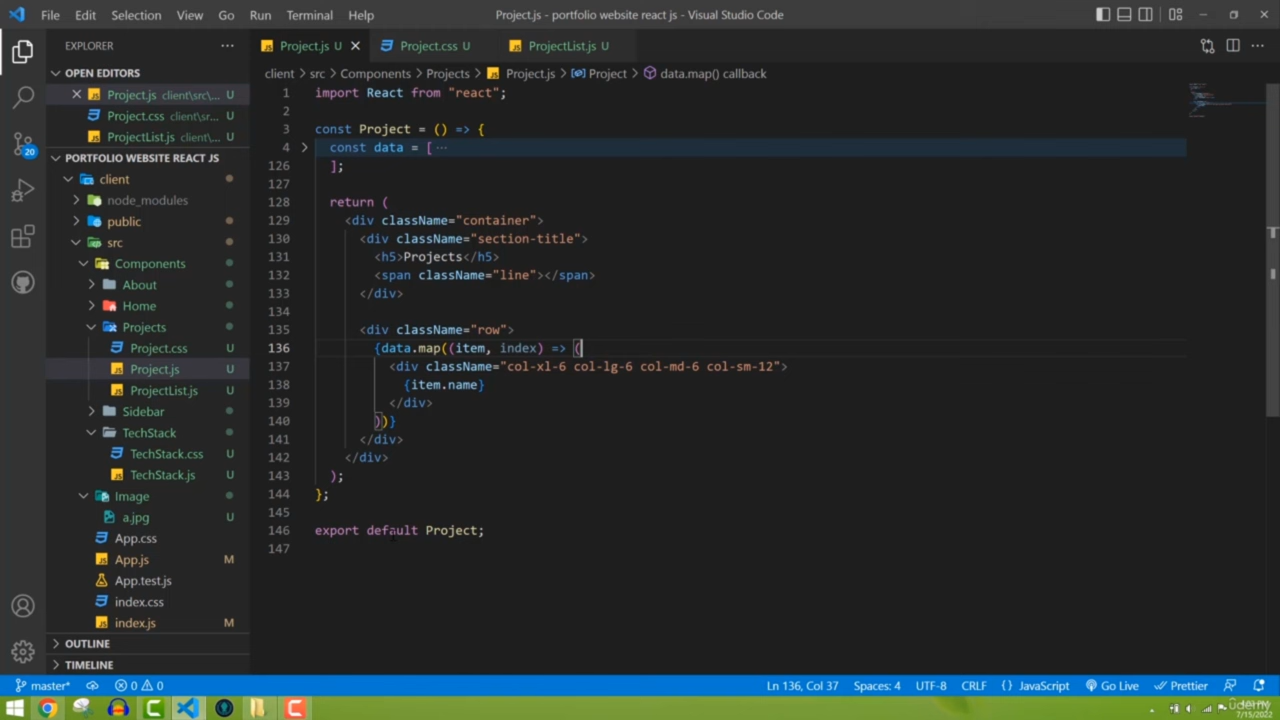 File Edit Selection View Go Run Terminal Help Project.js - portfolio website react js - Visual Studio Code
EXPLORER ···
Project.js U Project.css U ProjectList.js U
OPEN EDITORS
client > src > Components > Projects > Project.js > Project > data.map() callback
Project.js client\src\... U
Project.css client\sr... U
ProjectList.js client\... U
PORTFOLIO WEBSITE REACT JS
client
node_modules
public
src
Components
About
Home
Projects
Project.css U
Project.js U
ProjectList.js U
Sidebar
TechStack
TechStack.css U
TechStack.js U
Image
a.jpg U
App.css
App.js M
App.test.js
index.css
index.js M
OUTLINE
TIMELINE
20
1 import React from "react";
2
3 const Project = () => {
4 const data = [ ···
126 ];
127
128 return (
129 <div className="container">
130 <div className="section-title">
131 <h5>Projects</h5>
132 <span className="line"></span>
133 </div>
134
135 <div className="row">
136 {data.map((item, index) => (
137 <div className="col-xl-6 col-lg-6 col-md-6 col-sm-12">
138 {item.name}
139 </div>
140 ))}
141 </div>
142 </div>
143 );
144 };
145
146 export default Project;
147
master* 0 0 Ln 136, Col 37 Spaces: 4 UTF-8 CRLF {} JavaScript Go Live Prettier
udemy
7/15/2022